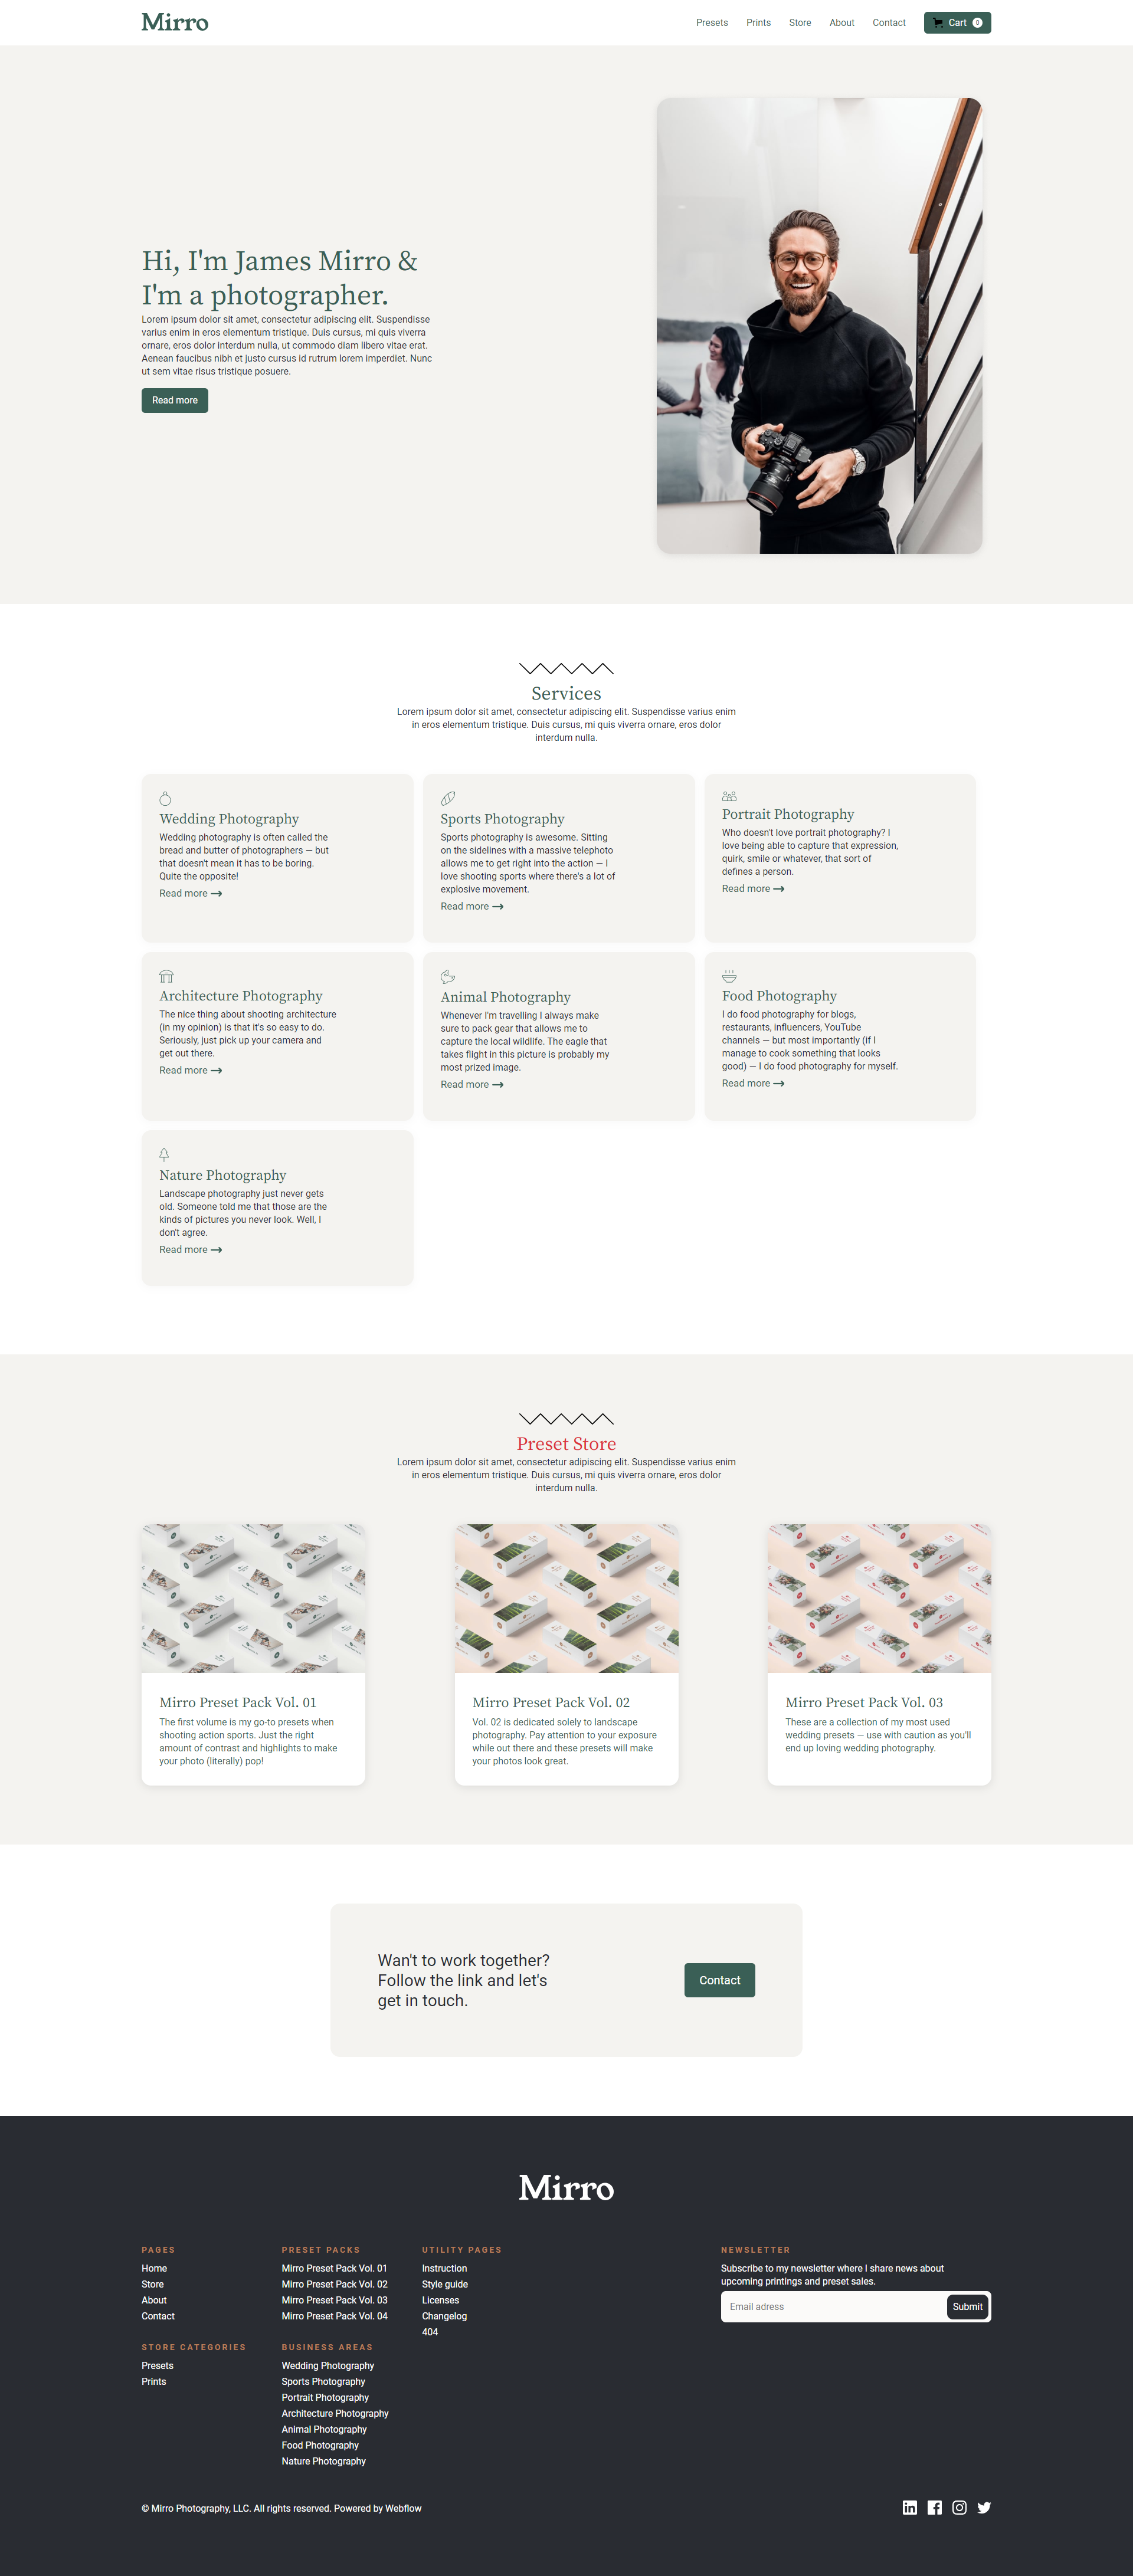 Mirro
Presets
Prints
Store
About
Contact
Cart 0
Hi, I'm James Mirro &
I'm a photographer.
Lorem ipsum dolor sit amet, consectetur adipiscing elit. Suspendisse
varius enim in eros elementum tristique. Duis cursus, mi quis viverra
ornare, eros dolor interdum nulla, ut commodo diam libero vitae erat.
Aenean faucibus nibh et justo cursus id rutrum lorem imperdiet. Nunc
ut sem vitae risus tristique posuere.
Read more
Services
Lorem ipsum dolor sit amet, consectetur adipiscing elit. Suspendisse varius enim
in eros elementum tristique. Duis cursus, mi quis viverra ornare, eros dolor
interdum nulla.
Wedding Photography
Wedding photography is often called the
bread and butter of photographers — but
that doesn't mean it has to be boring.
Quite the opposite!
Read more
Sports Photography
Sports photography is awesome. Sitting
on the sidelines with a massive telephoto
allows me to get right into the action — I
love shooting sports where there's a lot of
explosive movement.
Read more
Portrait Photography
Who doesn't love portrait photography? I
love being able to capture that expression,
quirk, smile or whatever, that sort of
defines a person.
Read more
Architecture Photography
The nice thing about shooting architecture
(in my opinion) is that it's so easy to do.
Seriously, just pick up your camera and
get out there.
Read more
Animal Photography
Whenever I'm travelling I always make
sure to pack gear that allows me to
capture the local wildlife. The eagle that
takes flight in this picture is probably my
most prized image.
Read more
Food Photography
I do food photography for blogs,
restaurants, influencers, YouTube
channels — but most importantly (if I
manage to cook something that looks
good) — I do food photography for myself.
Read more
Nature Photography
Landscape photography just never gets
old. Someone told me that those are the
kinds of pictures you never look. Well, I
don't agree.
Read more
Preset Store
Lorem ipsum dolor sit amet, consectetur adipiscing elit. Suspendisse varius enim
in eros elementum tristique. Duis cursus, mi quis viverra ornare, eros dolor
interdum nulla.
Mirro Preset Pack Vol. 01
The first volume is my go-to presets when
shooting action sports. Just the right
amount of contrast and highlights to make
your photo (literally) pop!
Mirro Preset Pack Vol. 02
Vol. 02 is dedicated solely to landscape
photography. Pay attention to your exposure
while out there and these presets will make
your photos look great.
Mirro Preset Pack Vol. 03
These are a collection of my most used
wedding presets — use with caution as you'll
end up loving wedding photography.
Wan't to work together?
Follow the link and let's
get in touch.
Contact
Mirro
PAGES
Home
Store
About
Contact
STORE CATEGORIES
Presets
Prints
PRESET PACKS
Mirro Preset Pack Vol. 01
Mirro Preset Pack Vol. 02
Mirro Preset Pack Vol. 03
Mirro Preset Pack Vol. 04
BUSINESS AREAS
Wedding Photography
Sports Photography
Portrait Photography
Architecture Photography
Animal Photography
Food Photography
Nature Photography
UTILITY PAGES
Instruction
Style guide
Licenses
Changelog
404
NEWSLETTER
Subscribe to my newsletter where I share news about
upcoming printings and preset sales.
Email adress
Submit
© Mirro Photography, LLC. All rights reserved. Powered by Webflow